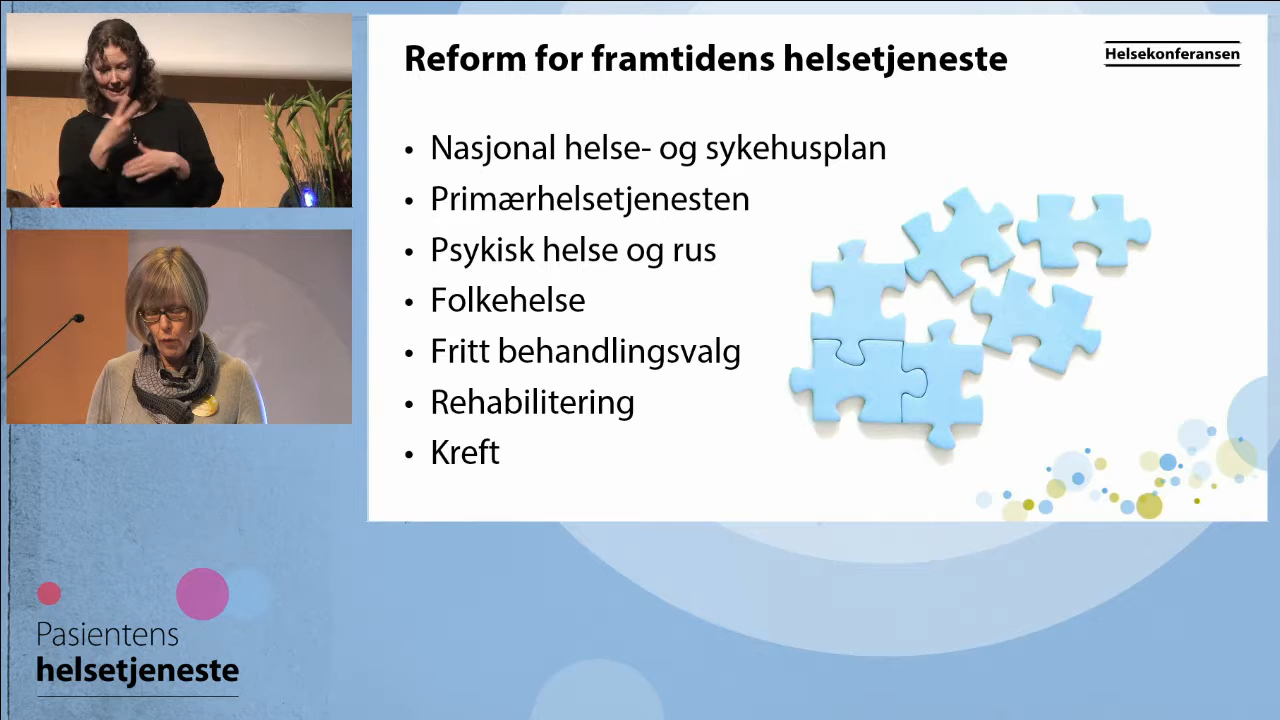 Reform for framtidens helsetjeneste
Helsekonferansen
• Nasjonal helse- og sykehusplan
• Primærhelsetjenesten
• Psykisk helse og rus
• Folkehelse
• Fritt behandlingsvalg
• Rehabilitering
• Kreft
Pasientens
helsetjeneste